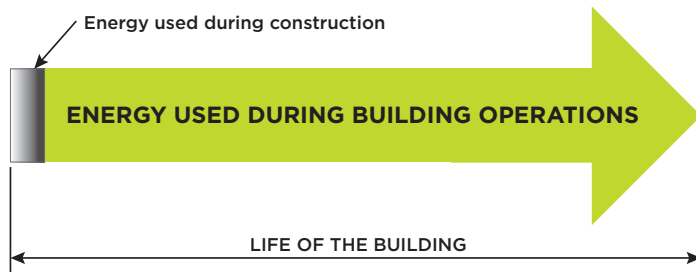 Energy used during construction
ENERGY USED DURING BUILDING OPERATIONS
LIFE OF THE BUILDING